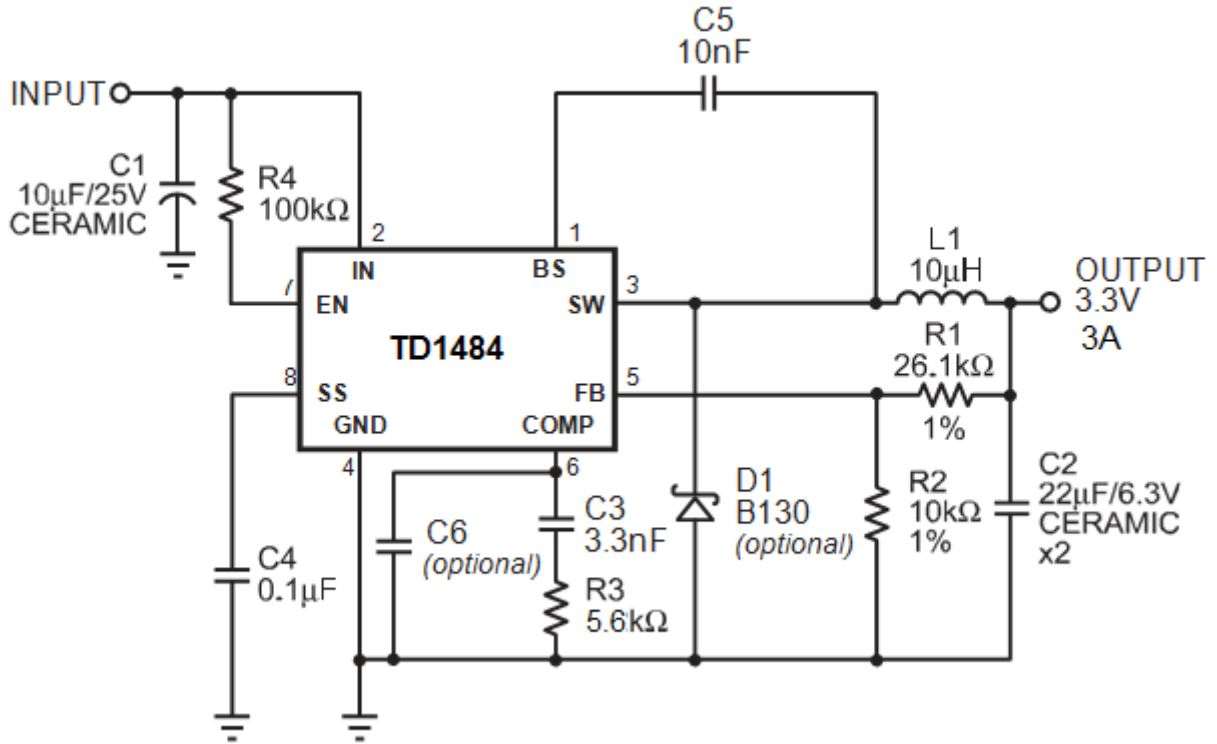 C5
10nF
INPUT
C1
10μF/25V
CERAMIC
R4
100kΩ
2
1
L1
10μH
OUTPUT
3.3V
3A
IN
BS
7
EN
SW
3
TD1484
R1
26.1kΩ
1%
8
SS
FB
5
GND
COMP
4
6
C4
0.1μF
C6
(optional)
C3
3.3nF
R3
5.6kΩ
D1
B130
(optional)
R2
10kΩ
1%
C2
22μF/6.3V
CERAMIC
x2